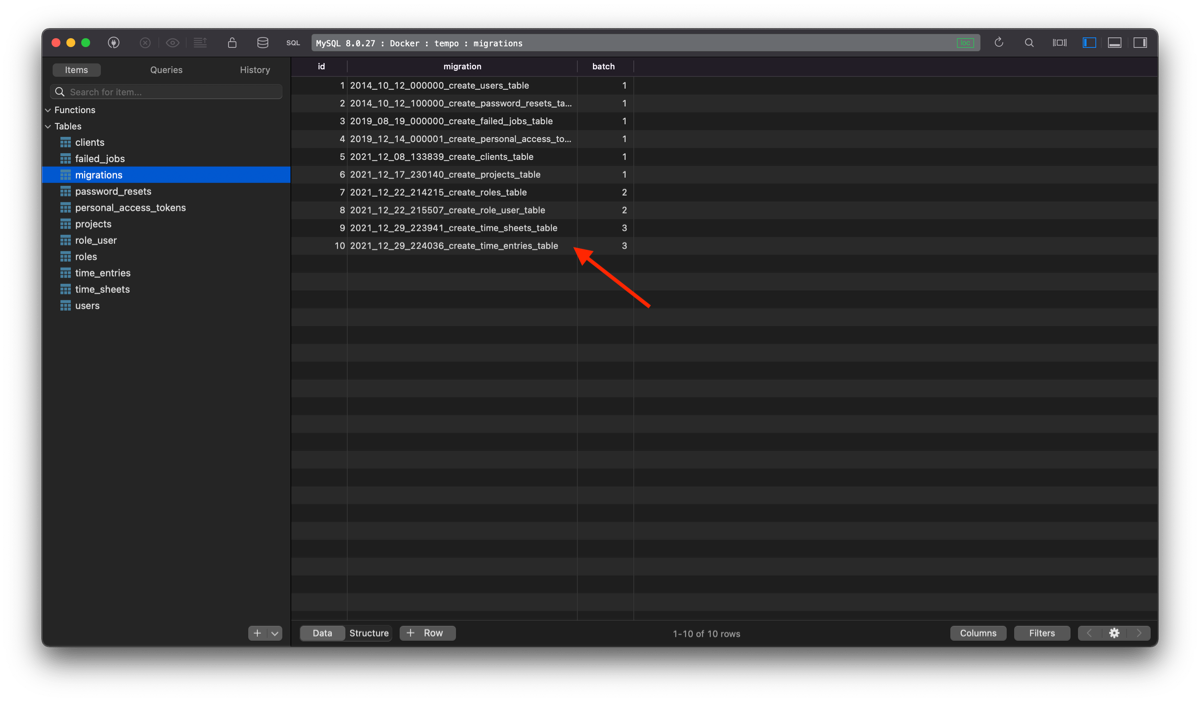 SQL
MySQL 8.0.27 : Docker : tempo : migrations
Items
Queries
History
Search for item...
Functions
Tables
clients
failed_jobs
migrations
password_resets
personal_access_tokens
projects
role_user
roles
time_entries
time_sheets
users
id migration batch
1 2014_10_12_000000_create_users_table 1
2 2014_10_12_100000_create_password_resets_ta... 1
3 2019_08_19_000000_create_failed_jobs_table 1
4 2019_12_14_000001_create_personal_access_to... 1
5 2021_12_08_133839_create_clients_table 1
6 2021_12_17_230140_create_projects_table 1
7 2021_12_22_214215_create_roles_table 2
8 2021_12_22_215507_create_role_user_table 2
9 2021_12_29_223941_create_time_sheets_table 3
10 2021_12_29_224036_create_time_entries_table 3
+
Data
Structure
+ Row
1-10 of 10 rows
Columns
Filters